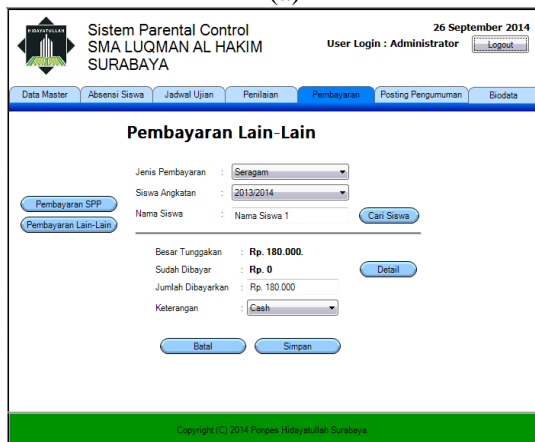 HIDAYATULLAH
Sistem Parental Control
SMA LUQMAN AL HAKIM
SURABAYA
26 September 2014
User Login : Administrator
Logout
Data Master
Absensi Siswa
Jadwal Ujian
Penilaian
Pembayaran
Posting Pengumuman
Biodata
Pembayaran Lain-Lain
Pembayaran SPP
Pembayaran Lain-Lain
Jenis Pembayaran : Seragam
Siswa Angkatan : 2013/2014
Nama Siswa : Nama Siswa 1
Cari Siswa
Besar Tunggakan : Rp. 180.000.
Sudah Dibayar : Rp. 0
Detail
Jumlah Dibayarkan : Rp. 180.000
Keterangan : Cash
Batal
Simpan
Copyright (C) 2014 Ponpes Hidayatullah Surabaya.